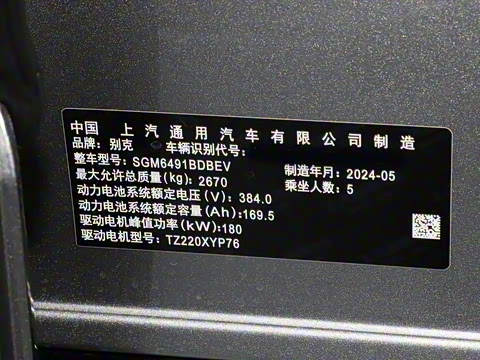 中国 上汽通用汽车有限公司制造
品牌：别克 车辆识别代号：
整车型号：SGM6491BDBEV 制造年月：2024-05
最大允许总质量(kg)：2670 乘坐人数：5
动力电池系统额定电压(V)：384.0
动力电池系统额定容量(Ah)：169.5
驱动电机峰值功率(kW)：180
驱动电机型号：TZ220XYP76